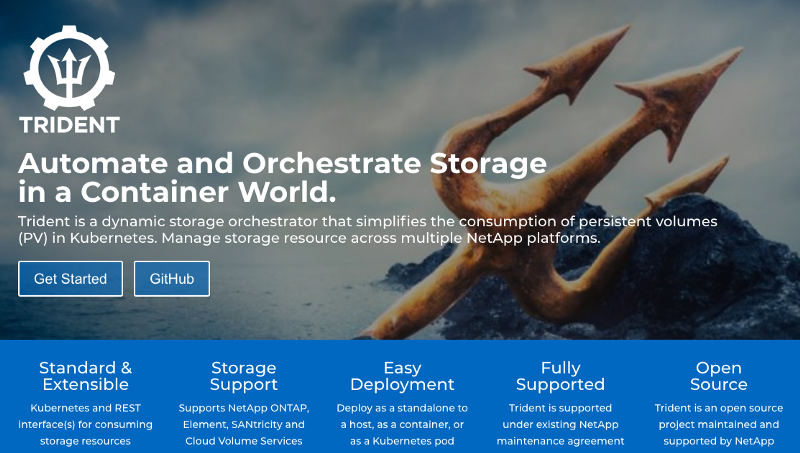 TRIDENT
Automate and Orchestrate Storage
in a Container World.
Trident is a dynamic storage orchestrator that simplifies the consumption of persistent volumes
(PV) in Kubernetes. Manage storage resource across multiple NetApp platforms.
Get Started
GitHub
Standard &
Extensible
Kubernetes and REST
interface(s) for consuming
storage resources
Storage
Support
Supports NetApp ONTAP,
Element, SANtricity and
Cloud Volume Services
Easy
Deployment
Deploy as a standalone to
a host, as a container, or
as a Kubernetes pod
Fully
Supported
Trident is supported
under existing NetApp
maintenance agreement
Open
Source
Trident is an open source
project maintained and
supported by NetApp